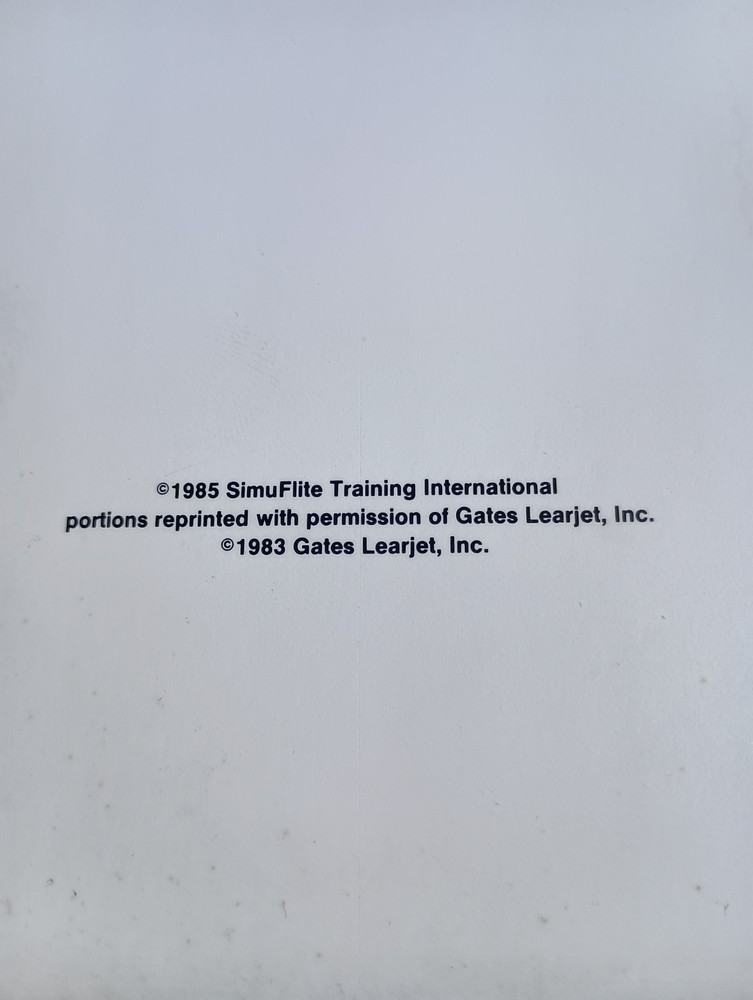 ©1985 SimuFlite Training International
portions reprinted with permission of Gates Learjet, Inc.
©1983 Gates Learjet, Inc.